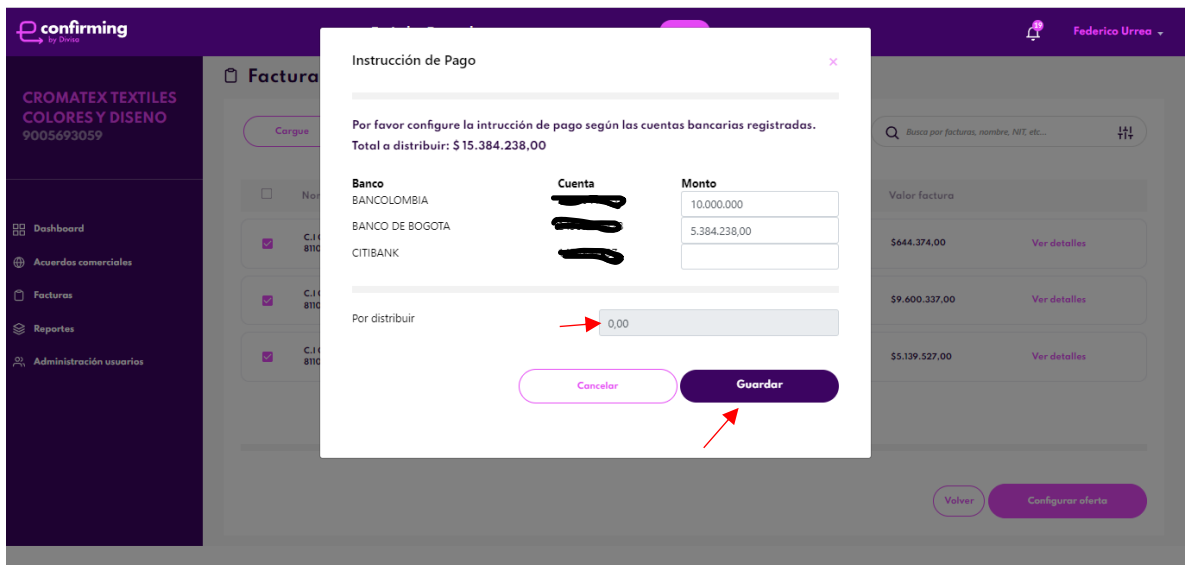 confirming
by Divisa
19
Federico Urrea
CROMATEX TEXTILES
COLORES Y DISENO
9005693059
Dashboard
Acuerdos comerciales
Facturas
Reportes
Administración usuarios
Cargue
Busca por facturas, nombre, NIT, etc...
Valor factura
C.I
8110
$644.374,00
Ver detalles
C.I
8110
$9.600.337,00
Ver detalles
C.I
8110
$5.139.527,00
Ver detalles
Volver
Configurar oferta
Instrucción de Pago
×
Por favor configure la intrucción de pago según las cuentas bancarias registradas.
Total a distribuir: $ 15.384.238,00
Banco Cuenta Monto
BANCOLOMBIA 10.000.000
BANCO DE BOGOTA 5.384.238,00
CITIBANK
Por distribuir 0,00
Cancelar
Guardar